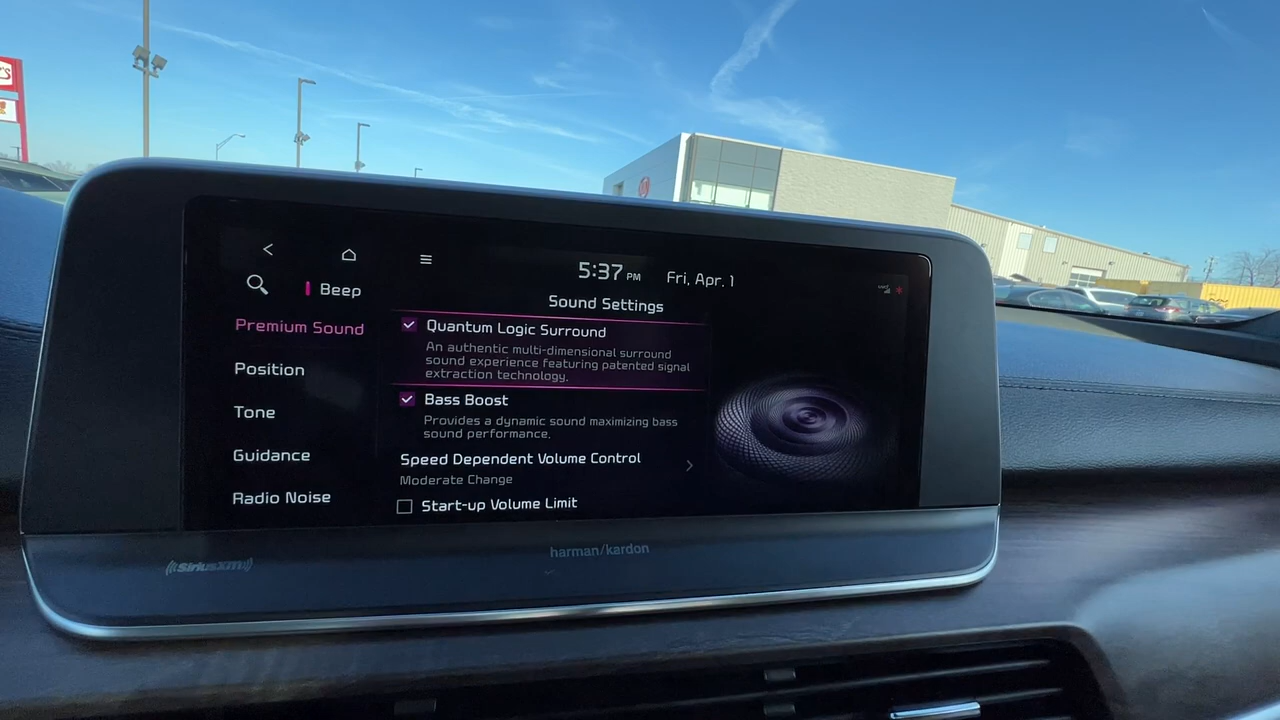 5:37 PM Fri, Apr. 1
Beep
Sound Settings
Premium Sound
Position
Tone
Guidance
Radio Noise
Quantum Logic Surround
An authentic multi-dimensional surround
sound experience featuring patented signal
extraction technology.
Bass Boost
Provides a dynamic sound maximizing bass
sound performance.
Speed Dependent Volume Control
Moderate Change
Start-up Volume Limit
((SiriusXM))
harman/kardon